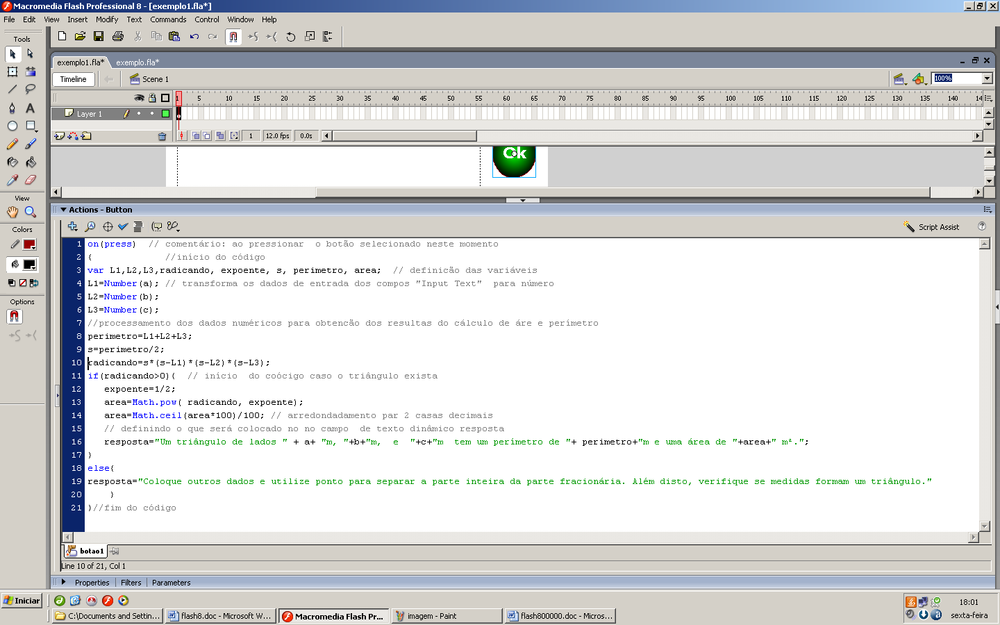 Macromedia Flash Professional 8 - [exemplo1.fla*]
File Edit View Insert Modify Text Commands Control Window Help
Tools
exemplo1.fla* exemplo.fla*
Timeline Scene 1 100%
1 5 10 15 20 25 30 35 40 45 50 55 60 65 70 75 80 85 90 95 100 105 110 115 120 125 130 135 140 14
Layer 1
1 12.0 fps 0.0s
Ok
View
Colors
Options
Actions - Button
Script Assist
1 on(press)  // comentário: ao pressionar  o botão selecionado neste momento
2 {             //início do código
3 var L1,L2,L3,radicando, expoente, s, perimetro, area;  // definicão das variáveis
4 L1=Number(a); // transforma os dados de entrada dos compos "Input Text"  para número
5 L2=Number(b);
6 L3=Number(c);
7 //processamento dos dados numéricos para obtencão dos resultas do cálculo de áre e perímetro
8 perimetro=L1+L2+L3;
9 s=perimetro/2;
10 radicando=s*(s-L1)*(s-L2)*(s-L3);
11 if(radicando>0){  // início  do coócigo caso o triângulo exista
12    expoente=1/2;
13    area=Math.pow( radicando, expoente);
14    area=Math.ceil(area*100)/100; // arredondadamento par 2 casas decimais
15    // definindo o que será colocado no no campo  de texto dinâmico resposta
16    resposta="Um triângulo de lados " + a+ "m, "+b+"m,  e  "+c+"m  tem um perímetro de "+ perimetro+"m e uma área de "+area+" m².";
17 }
18 else{
19 resposta="Coloque outros dados e utilize ponto para separar a parte inteira da parte fracionária. Além disto, verifique se medidas formam um triângulo."
20     }
21 }//fim do código
botao1
Line 10 of 21, Col 1
Properties Filters Parameters
Iniciar
C:\Documents and Settin... flash8.doc - Microsoft W... Macromedia Flash Pr... imagem - Paint flash800000.doc - Micros...
18:01
sexta-feira